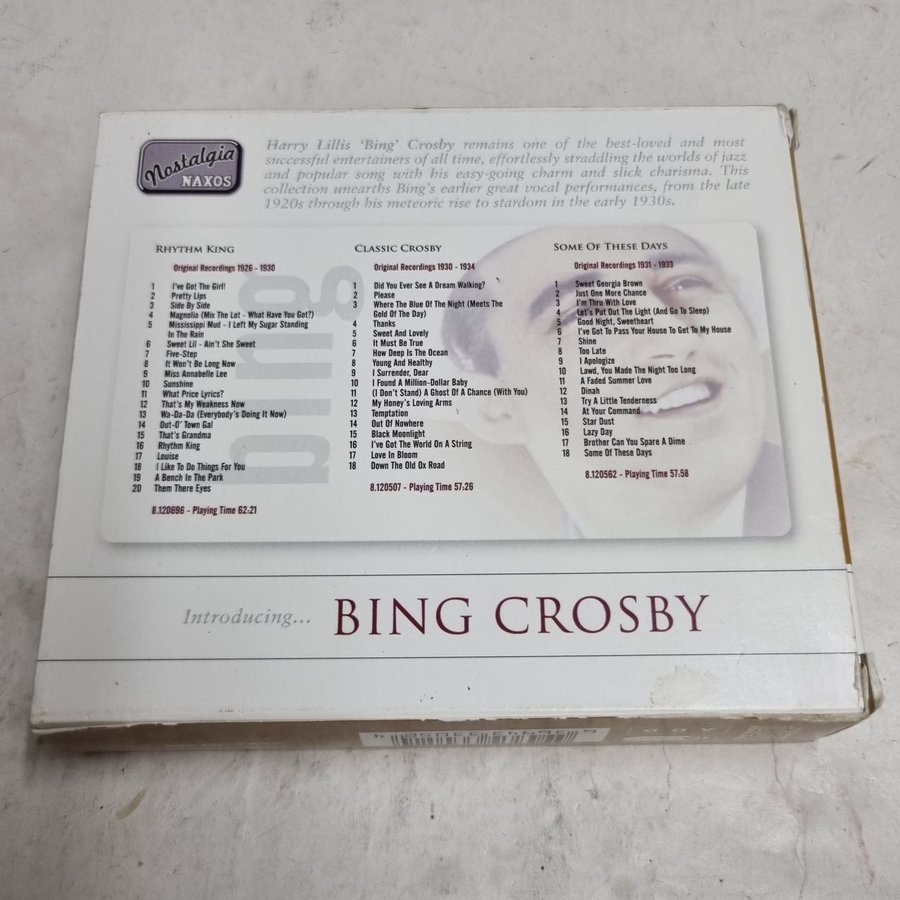 Nostalgia
NAXOS
Harry Lillis 'Bing' Crosby remains one of the best-loved and most
successful entertainers of all time, effortlessly straddling the worlds of jazz
and popular song with his easy-going charm and slick charisma. This
collection unearths Bing's earlier great vocal performances, from the late
1920s through his meteoric rise to stardom in the early 1930s.
bing
RHYTHM KING
Original Recordings 1926 - 1930
1 I've Got The Girl!
2 Pretty Lips
3 Side By Side
4 Magnolia (Mix The Lot - What Have You Got?)
5 Mississippi Mud - I Left My Sugar Standing
In The Rain
6 Sweet Lil - Ain't She Sweet
7 Five-Step
8 It Won't Be Long Now
9 Miss Annabelle Lee
10 Sunshine
11 What Price Lyrics?
12 That's My Weakness Now
13 Wa-Da-Da (Everybody's Doing It Now)
14 Out-O' Town Gal
15 That's Grandma
16 Rhythm King
17 Louise
18 I Like To Do Things For You
19 A Bench In The Park
20 Them There Eyes
8.120696 - Playing Time 62:21
CLASSIC CROSBY
Original Recordings 1930 - 1934
1 Did You Ever See A Dream Walking?
2 Please
3 Where The Blue Of The Night (Meets The
Gold Of The Day)
4 Thanks
5 Sweet And Lovely
6 It Must Be True
7 How Deep Is The Ocean
8 Young And Healthy
9 I Surrender, Dear
10 I Found A Million-Dollar Baby
11 (I Don't Stand) A Ghost Of A Chance (With You)
12 My Honey's Loving Arms
13 Temptation
14 Out Of Nowhere
15 Black Moonlight
16 I've Got The World On A String
17 Love In Bloom
18 Down The Old Ox Road
8.120507 - Playing Time 57:26
SOME OF THESE DAYS
Original Recordings 1931 - 1933
1 Sweet Georgia Brown
2 Just One More Chance
3 I'm Thru With Love
4 Let's Put Out The Light (And Go To Sleep)
5 Good Night, Sweetheart
6 I've Got To Pass Your House To Get To My House
7 Shine
8 Too Late
9 I Apologize
10 Lawd, You Made The Night Too Long
11 A Faded Summer Love
12 Dinah
13 Try A Little Tenderness
14 At Your Command
15 Star Dust
16 Lazy Day
17 Brother Can You Spare A Dime
18 Some Of These Days
8.120562 - Playing Time 57:58
Introducing... BING CROSBY